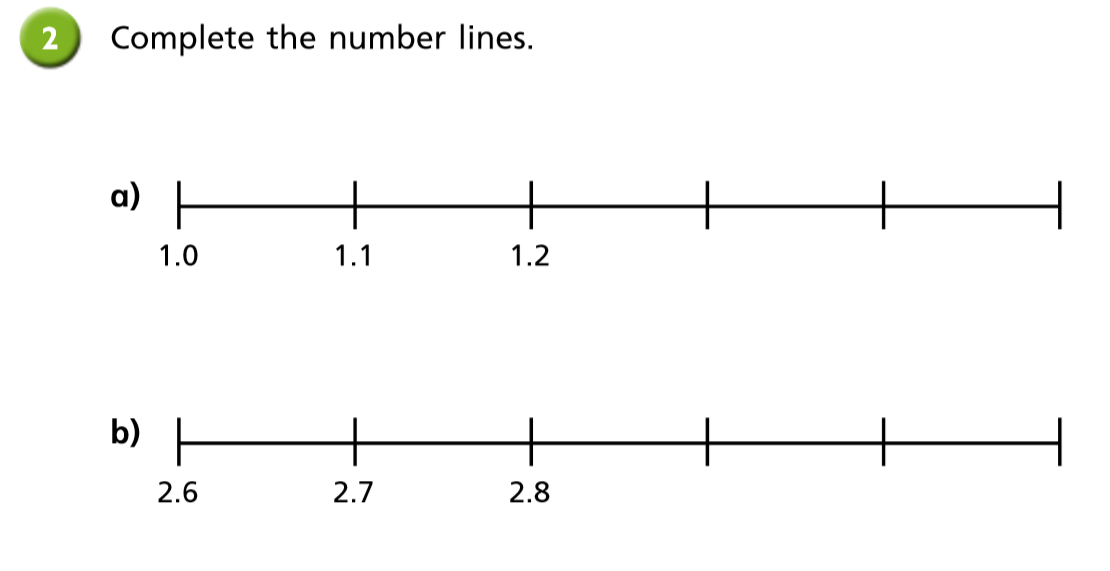 2 Complete the number lines.
a)
1.0 1.1 1.2
b)
2.6 2.7 2.8